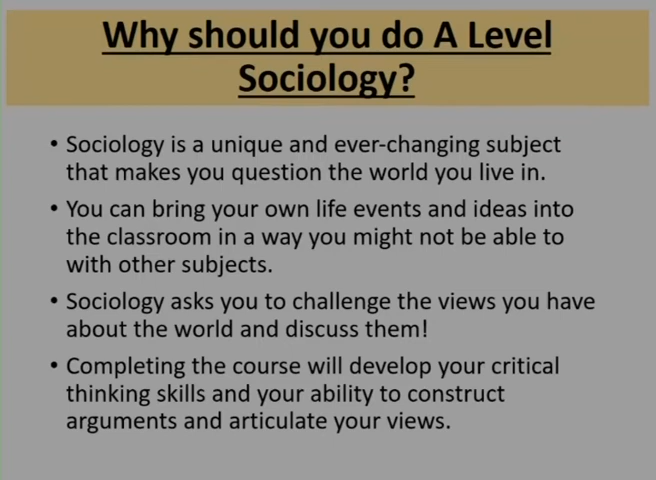 Why should you do A Level
Sociology?
• Sociology is a unique and ever-changing subject
that makes you question the world you live in.
• You can bring your own life events and ideas into
the classroom in a way you might not be able to
with other subjects.
• Sociology asks you to challenge the views you have
about the world and discuss them!
• Completing the course will develop your critical
thinking skills and your ability to construct
arguments and articulate your views.